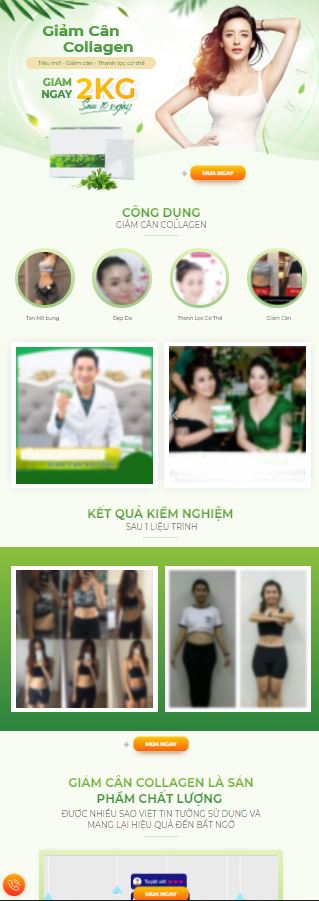 Giảm Cân
Collagen
Tiêu mỡ - Giảm cân - Thanh lọc cơ thể
GIẢM
NGAY
2KG
Sau 10 ngày
MUA NGAY
CÔNG DỤNG
GIẢM CÂN COLLAGEN
Tan Mỡ bụng
Đẹp Da
Thanh Lọc Cơ Thể
Giảm Cân
KẾT QUẢ KIỂM NGHIỆM
SAU 1 LIỆU TRÌNH
MUA NGAY
GIẢM CÂN COLLAGEN LÀ SẢN
PHẨM CHẤT LƯỢNG
ĐƯỢC NHIỀU SAO VIỆT TIN TƯỞNG SỬ DỤNG VÀ
MANG LẠI HIỆU QUẢ ĐẾN BẤT NGỜ
Tuyệt vời
MUA NGAY